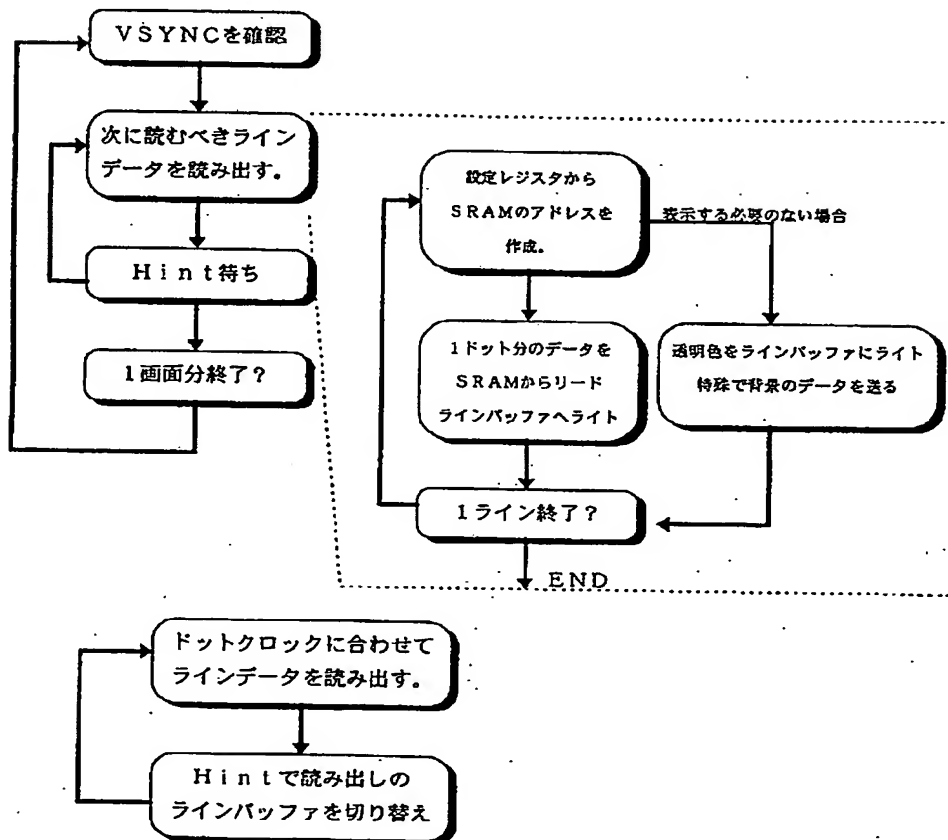 VSYNCを確認
次に読むべきライン
データを読み出す。
Hint待ち
1画面分終了?
設定レジスタから
SRAMのアドレスを
作成。
表示する必要のない場合
1ドット分のデータを
SRAMからリード
ラインバッファへライト
透明色をラインバッファにライト
特殊で背景のデータを送る
1ライン終了?
END
ドットクロックに合わせて
ラインデータを読み出す。
Hintで読み出しの
ラインバッファを切り替え